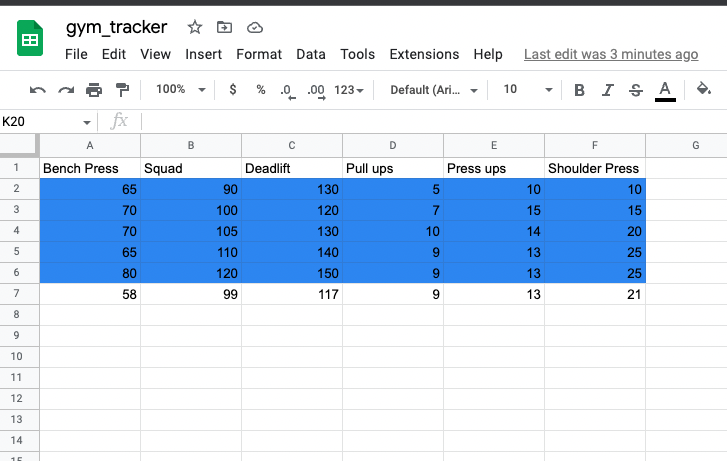 gym_tracker
File Edit View Insert Format Data Tools Extensions Help Last edit was 3 minutes ago
100% $ % .0 .00 123 Default (Ari... 10 B I S A
K20 fx
A B C D E F G
1 Bench Press Squad Deadlift Pull ups Press ups Shoulder Press
2 65 90 130 5 10 10
3 70 100 120 7 15 15
4 70 105 130 10 14 20
5 65 110 140 9 13 25
6 80 120 150 9 13 25
7 58 99 117 9 13 21
8
9
10
11
12
13
14
15